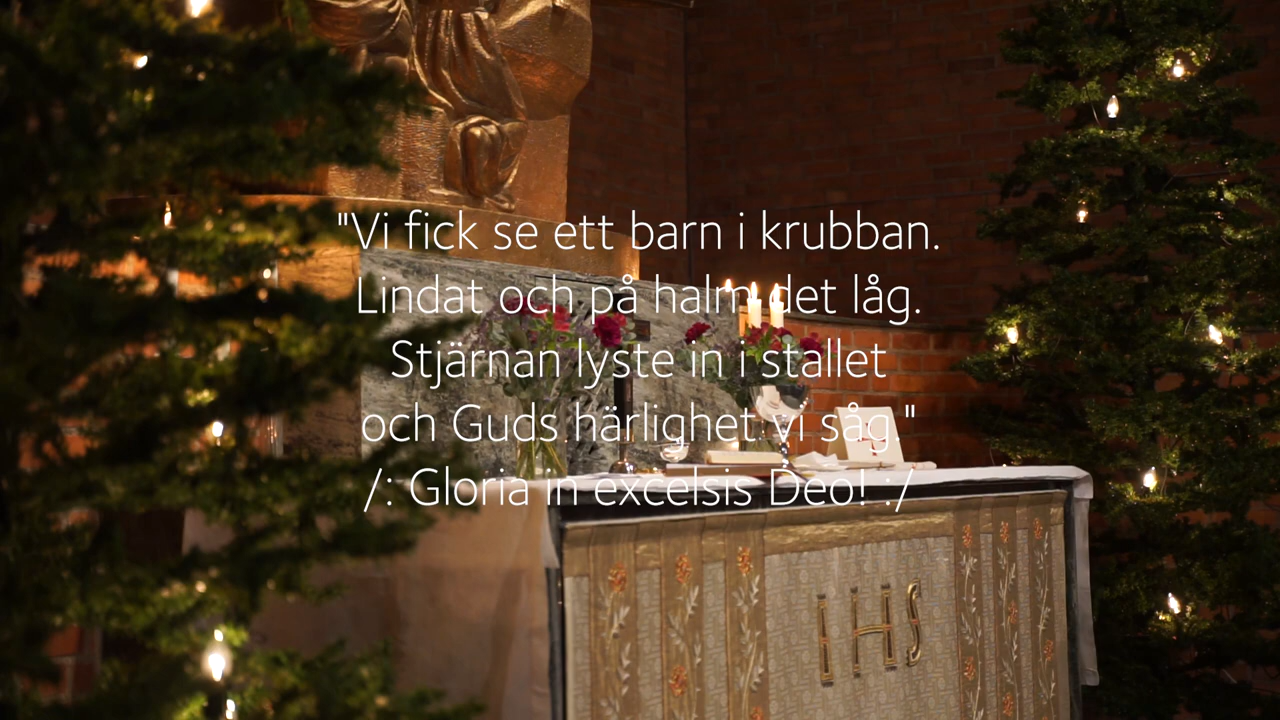 "Vi fick se ett barn i krubban.
Lindat och på halm det låg.
Stjärnan lyste in i stallet
och Guds härlighet vi såg."
/: Gloria in excelsis Deo! :/
IHS